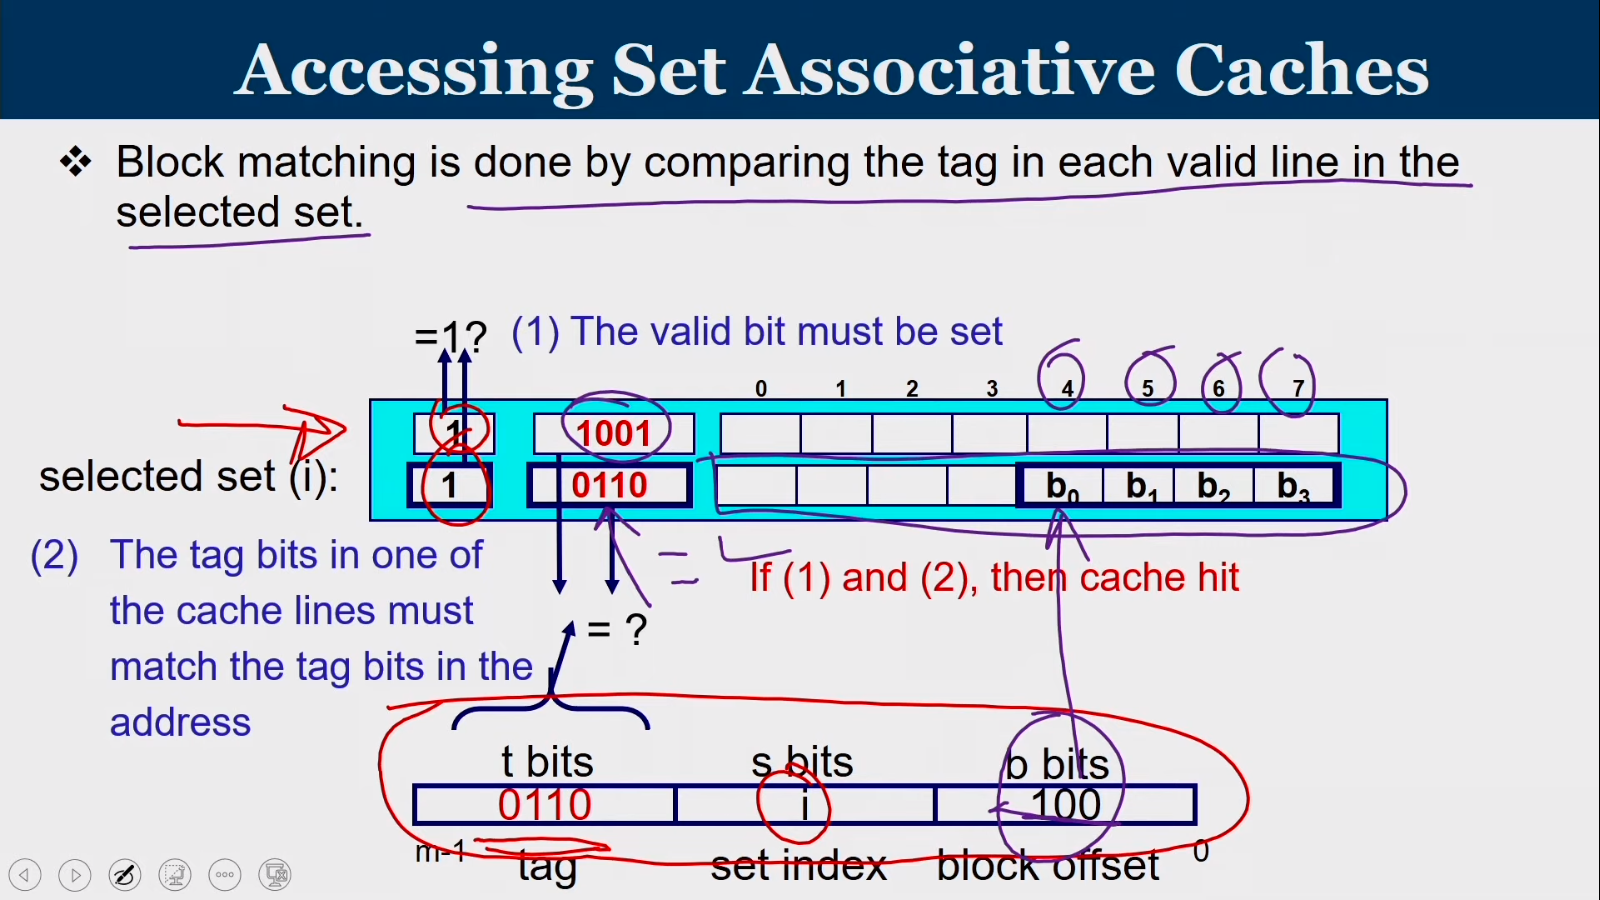 Accessing Set Associative Caches
❖ Block matching is done by comparing the tag in each valid line in the
selected set.
=1? (1) The valid bit must be set
0 1 2 3 4 5 6 7
1 1001
selected set (i):
1 0110 b₀ b₁ b₂ b₃
(2) The tag bits in one of
the cache lines must
match the tag bits in the
address
=
If (1) and (2), then cache hit
= ?
t bits s bits b bits
0110 i 100
m-1 tag set index block offset 0